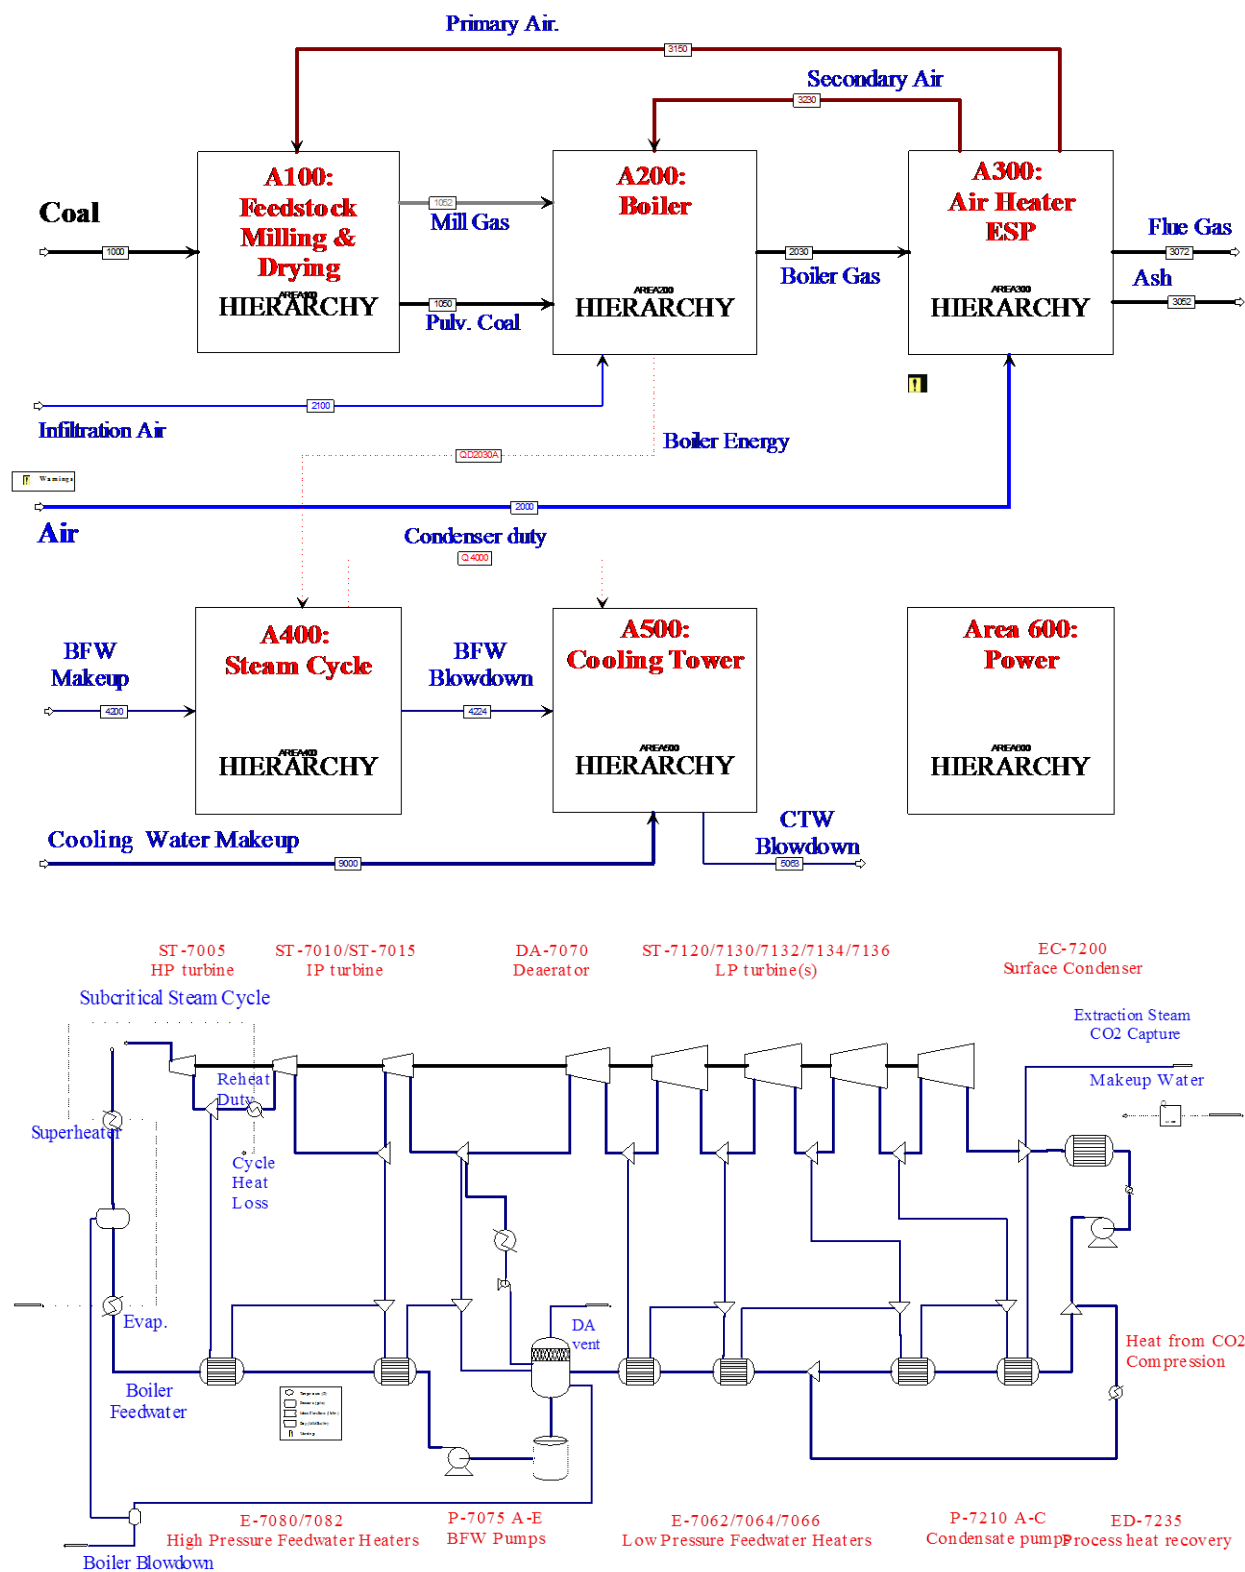 Primary Air.
3150
Secondary Air
3230
A100:
Feedstock
Milling &
Drying
AREA100
HIERARCHY
A200:
Boiler
AREA200
HIERARCHY
A300:
Air Heater
ESP
AREA300
HIERARCHY
Coal
1000
1052
Mill Gas
1050
Pulv. Coal
2030
Boiler Gas
Flue Gas
3072
Ash
3052
2100
Infiltration Air
Boiler Energy
QD2030A
Warnings
2000
Air
Condenser duty
Q4000
A400:
Steam Cycle
AREA400
HIERARCHY
A500:
Cooling Tower
AREA500
HIERARCHY
Area 600:
Power
AREA600
HIERARCHY
BFW
Makeup
4200
BFW
Blowdown
4224
Cooling Water Makeup
9000
CTW
Blowdown
5063
ST-7005
HP turbine
ST-7010/ST-7015
IP turbine
DA-7070
Deaerator
ST-7120/7130/7132/7134/7136
LP turbine(s)
EC-7200
Surface Condenser
Subcritical Steam Cycle
Extraction Steam
CO2 Capture
Reheat
Duty
Makeup Water
Superheater
Cycle
Heat
Loss
Evap.
DA
vent
Heat from CO2
Compression
Boiler
Feedwater
E-7080/7082
High Pressure Feedwater Heaters
P-7075 A-E
BFW Pumps
E-7062/7064/7066
Low Pressure Feedwater Heaters
P-7210 A-C
Condensate pumps
ED-7235
Process heat recovery
Boiler Blowdown